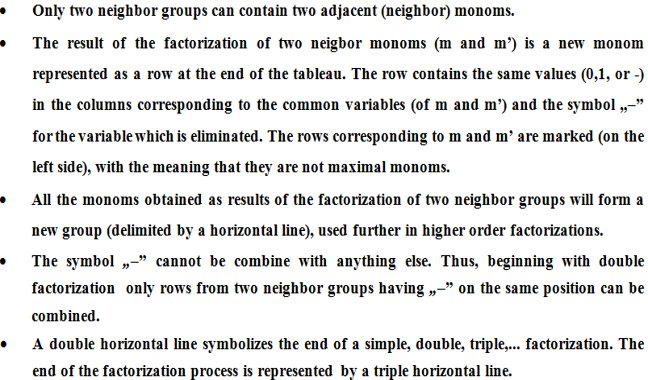 • Only two neighbor groups can contain two adjacent (neighbor) monoms.
• The result of the factorization of two neigbor monoms (m and m’) is a new monom
represented as a row at the end of the tableau. The row contains the same values (0,1, or -)
in the columns corresponding to the common variables (of m and m’) and the symbol „–”
for the variable which is eliminated. The rows corresponding to m and m’ are marked (on the
left side), with the meaning that they are not maximal monoms.
• All the monoms obtained as results of the factorization of two neighbor groups will form a
new group (delimited by a horizontal line), used further in higher order factorizations.
• The symbol „–” cannot be combine with anything else. Thus, beginning with double
factorization only rows from two neighbor groups having „–” on the same position can be
combined.
• A double horizontal line symbolizes the end of a simple, double, triple,... factorization. The
end of the factorization process is represented by a triple horizontal line.